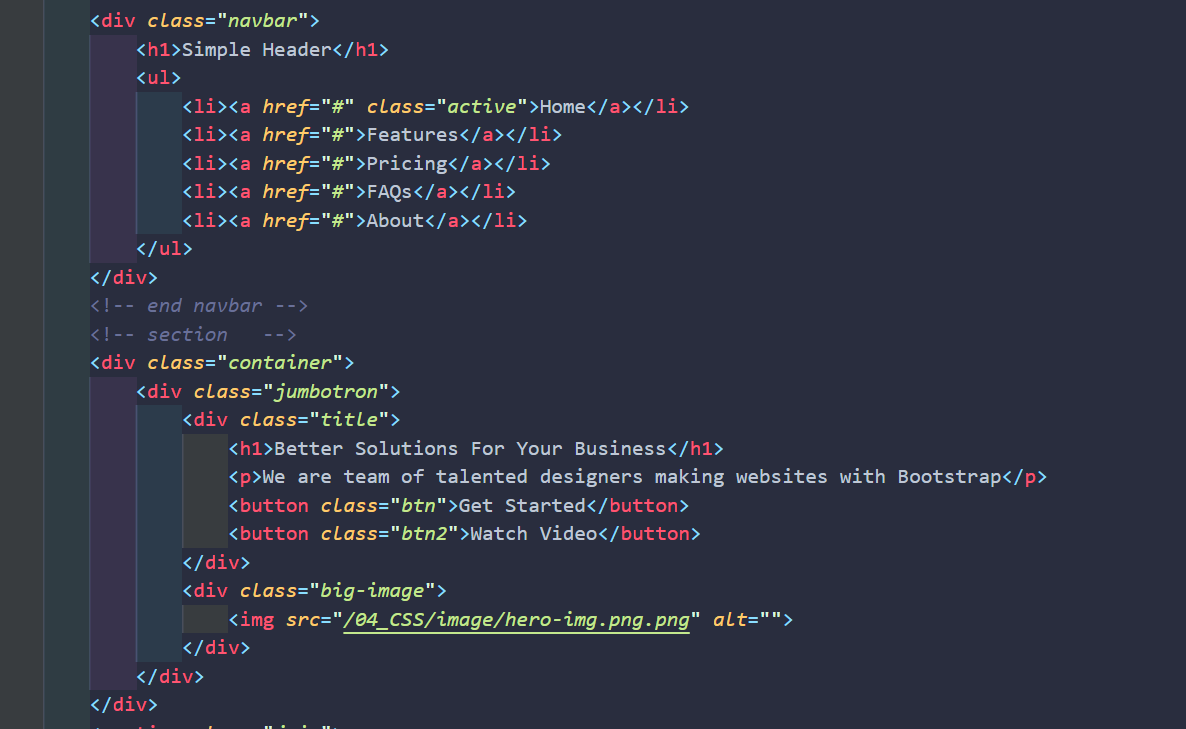 <div class="navbar">
<h1>Simple Header</h1>
<ul>
<li><a href="#" class="active">Home</a></li>
<li><a href="#">Features</a></li>
<li><a href="#">Pricing</a></li>
<li><a href="#">FAQs</a></li>
<li><a href="#">About</a></li>
</ul>
</div>
<!-- end navbar -->
<!-- section   -->
<div class="container">
<div class="jumbotron">
<div class="title">
<h1>Better Solutions For Your Business</h1>
<p>We are team of talented designers making websites with Bootstrap</p>
<button class="btn">Get Started</button>
<button class="btn2">Watch Video</button>
</div>
<div class="big-image">
<img src="/04_CSS/image/hero-img.png.png" alt="">
</div>
</div>
</div>